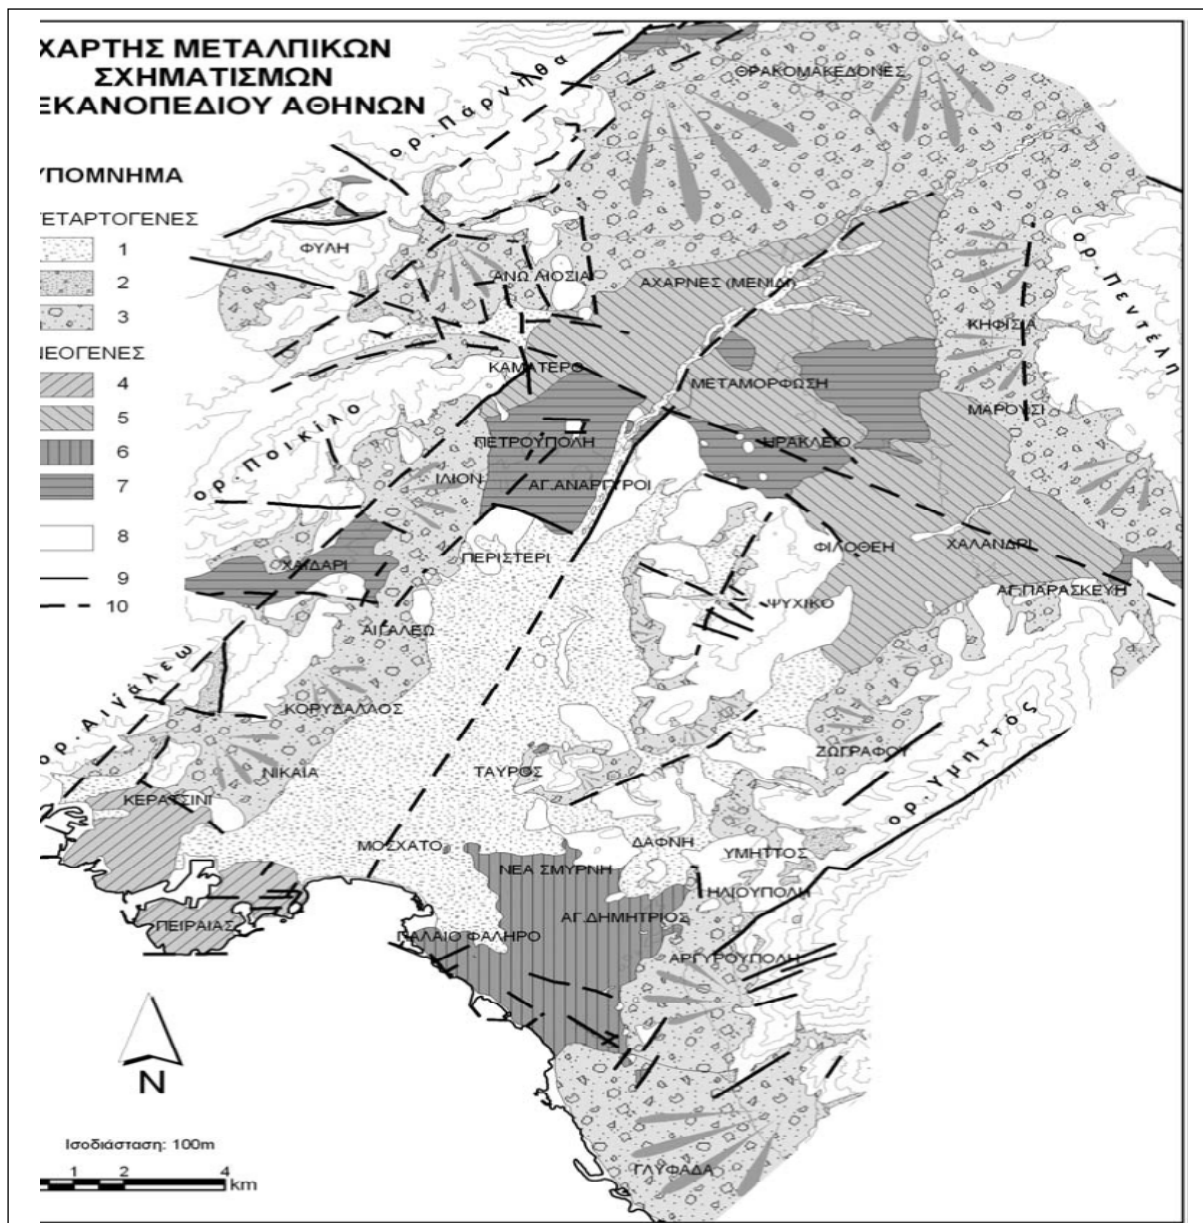 ΧΑΡΤΗΣ ΜΕΤΑΛΠΙΚΩΝ
ΣΧΗΜΑΤΙΣΜΩΝ
ΕΚΑΝΟΠΕΔΙΟΥ ΑΘΗΝΩΝ
ΥΠΟΜΝΗΜΑ
ΤΕΤΑΡΤΟΓΕΝΕΣ
1
2
3
ΝΕΟΓΕΝΕΣ
4
5
6
7
8
9
10
ορ. Πάρνηθα
ΘΡΑΚΟΜΑΚΕΔΟΝΕΣ
ΦΥΛΗ
ΑΝΩ ΛΙΟΣΙΑ
ΑΧΑΡΝΕΣ (ΜΕΝΙΔΙ)
ορ. Πεντέλη
ΚΗΦΙΣΙΑ
ΚΑΜΑΤΕΡΟ
ΜΕΤΑΜΟΡΦΩΣΗ
ΜΑΡΟΥΣΙ
ορ. Ποικίλο
ΠΕΤΡΟΥΠΟΛΗ
ΗΡΑΚΛΕΙΟ
ΙΛΙΟΝ
ΑΓ.ΑΝΑΡΓΥΡΟΙ
ΠΕΡΙΣΤΕΡΙ
ΦΙΛΟΘΕΗ
ΧΑΛΑΝΔΡΙ
ΧΑΪΔΑΡΙ
ΑΓ.ΠΑΡΑΣΚΕΥΗ
ΨΥΧΙΚΟ
ΑΙΓΑΛΕΩ
ορ. Αιγάλεω
ΚΟΡΥΔΑΛΛΟΣ
ΖΩΓΡΑΦΟΥ
ορ. Υμηττός
ΝΙΚΑΙΑ
ΤΑΥΡΟΣ
ΚΕΡΑΤΣΙΝΙ
ΜΟΣΧΑΤΟ
ΔΑΦΝΗ
ΥΜΗΤΤΟΣ
ΝΕΑ ΣΜΥΡΝΗ
ΗΛΙΟΥΠΟΛΗ
ΠΕΙΡΑΙΑΣ
ΑΓ.ΔΗΜΗΤΡΙΟΣ
ΠΑΛΑΙΟ ΦΑΛΗΡΟ
ΑΡΓΥΡΟΥΠΟΛΗ
N
Ισοδιάσταση: 100m
1 2 4
km
ΓΛΥΦΑΔΑ